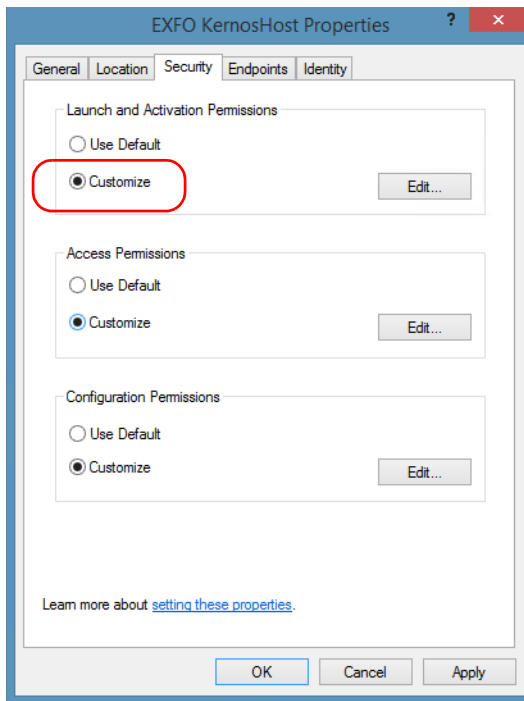 EXFO KernosHost Properties ? ×
General Location Security Endpoints Identity
Launch and Activation Permissions
Use Default
Customize
Edit...
Access Permissions
Use Default
Customize
Edit...
Configuration Permissions
Use Default
Customize
Edit...
Learn more about setting these properties.
OK Cancel Apply